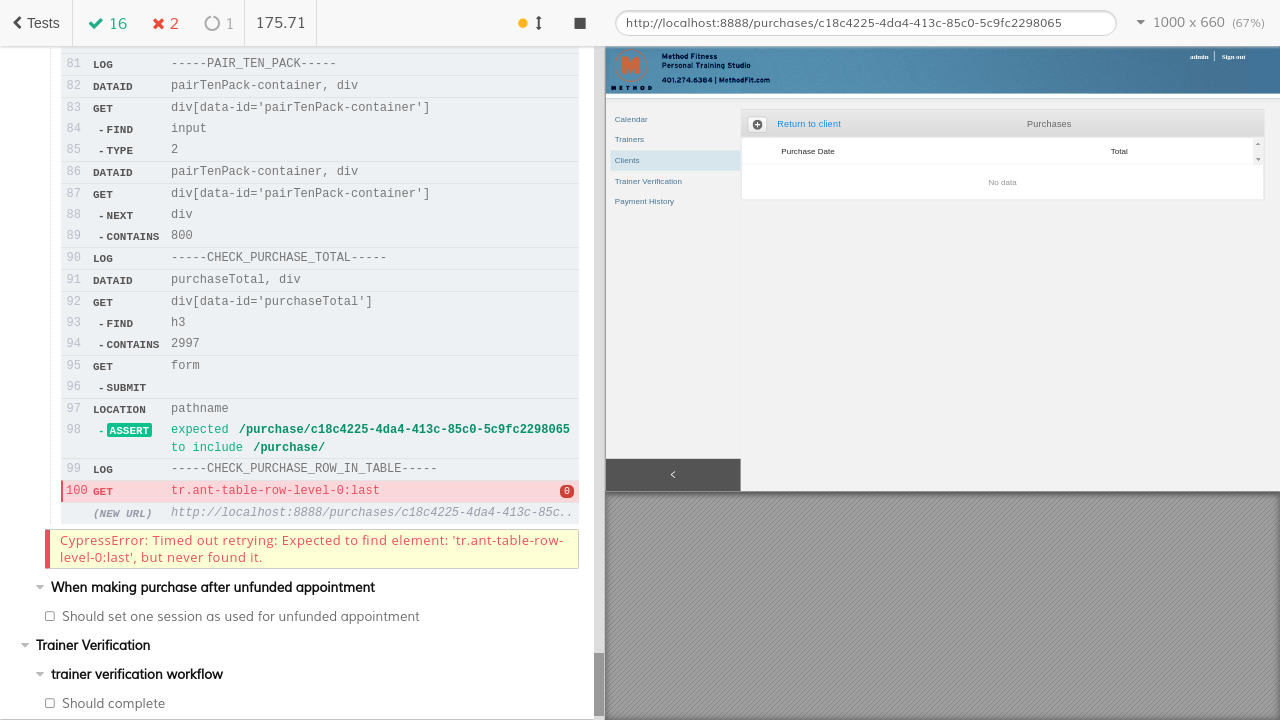 Tests
16
2
1
175.71
http://localhost:8888/purchases/c18c4225-4da4-413c-85c0-5c9fc2298065
1000 x 660 (67%)
81 LOG -----PAIR_TEN_PACK-----
82 DATAID pairTenPack-container, div
83 GET div[data-id='pairTenPack-container']
84 - FIND input
85 - TYPE 2
86 DATAID pairTenPack-container, div
87 GET div[data-id='pairTenPack-container']
88 - NEXT div
89 - CONTAINS 800
90 LOG -----CHECK_PURCHASE_TOTAL-----
91 DATAID purchaseTotal, div
92 GET div[data-id='purchaseTotal']
93 - FIND h3
94 - CONTAINS 2997
95 GET form
96 - SUBMIT
97 LOCATION pathname
98 - ASSERT expected /purchase/c18c4225-4da4-413c-85c0-5c9fc2298065
to include /purchase/
99 LOG -----CHECK_PURCHASE_ROW_IN_TABLE-----
100 GET tr.ant-table-row-level-0:last 0
(NEW URL) http://localhost:8888/purchases/c18c4225-4da4-413c-85c..
CypressError: Timed out retrying: Expected to find element: 'tr.ant-table-row-
level-0:last', but never found it.
When making purchase after unfunded appointment
Should set one session as used for unfunded appointment
Trainer Verification
trainer verification workflow
Should complete
M
METHOD
Method Fitness
Personal Training Studio
401.274.6384 | MethodFit.com
admin
Sign out
Calendar
Trainers
Clients
Trainer Verification
Payment History
Return to client
Purchases
Purchase Date
Total
No data
<